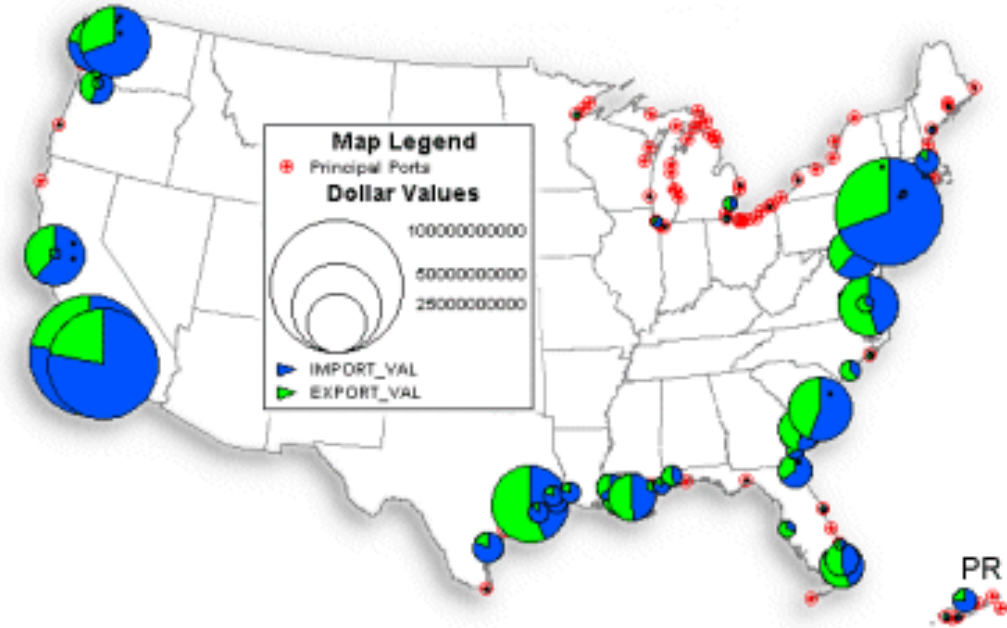 Map Legend
Principal Ports
Dollar Values
100000000000
50000000000
25000000000
IMPORT_VAL
EXPORT_VAL
PR